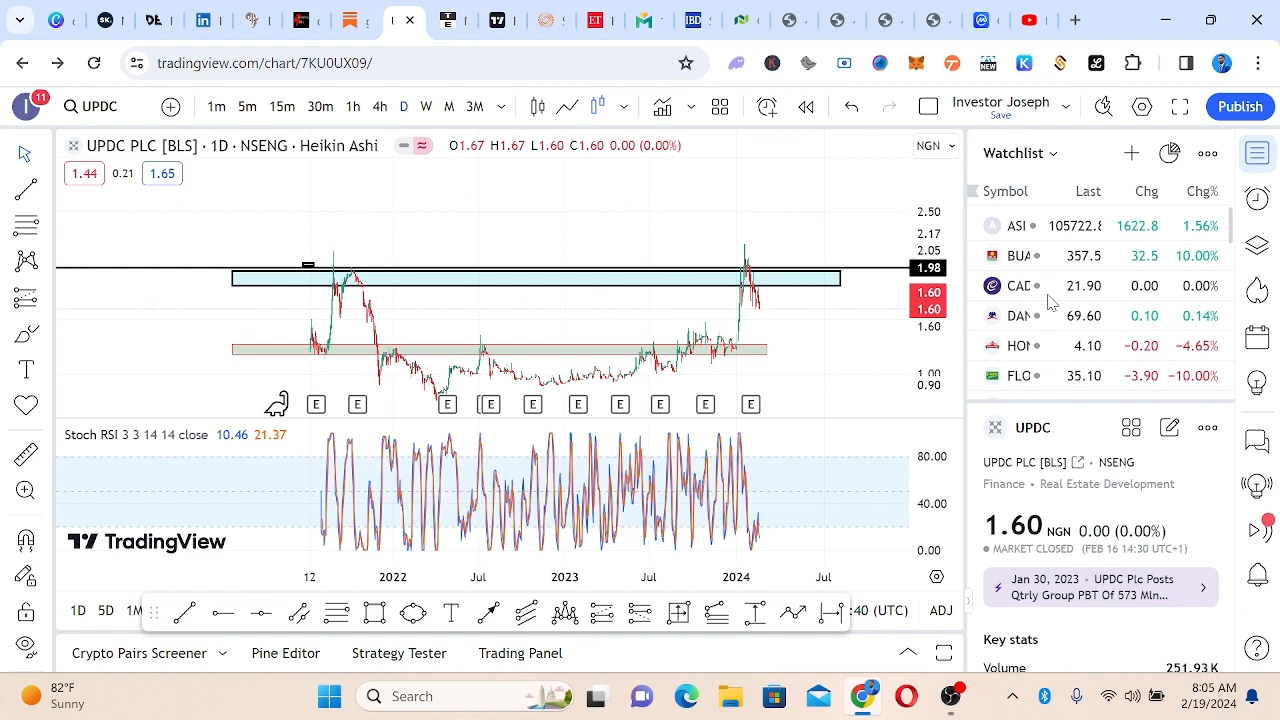 tradingview.com/chart/7KU0UX09/
I
11
UPDC
1m 5m 15m 30m 1h 4h D W M 3M
Investor Joseph
Save
Publish
UPDC PLC [BLS] · 1D · NSENG · Heikin Ashi O1.67 H1.67 L1.60 C1.60 0.00 (0.00%)
NGN
1.44 0.21 1.65
2.50
2.17
2.05
1.98
1.60
1.60
1.60
1.00
0.90
E E E E E E E E E E
Stoch RSI 3 3 14 14 close 10.46 21.37
80.00
40.00
0.00
TradingView
12 2022 Jul 2023 Jul 2024 Jul
1D 5D 1M
:40 (UTC) ADJ
Crypto Pairs Screener Pine Editor Strategy Tester Trading Panel
Watchlist
Symbol Last Chg Chg%
ASI 105722.8 1622.8 1.56%
BUA 357.5 32.5 10.00%
CAD 21.90 0.00 0.00%
DAN 69.60 0.10 0.14%
HON 4.10 −0.20 −4.65%
FLO 35.10 −3.90 −10.00%
UPDC
UPDC PLC [BLS] • NSENG
Finance • Real Estate Development
1.60 NGN 0.00 (0.00%)
MARKET CLOSED (FEB 16 14:30 UTC+1)
Jan 30, 2023 • UPDC Plc Posts
Qtrly Group PBT Of 573 Mln...
Key stats
Volume 251.93K
82°F
Sunny
Search
8:05 AM
2/19/2024